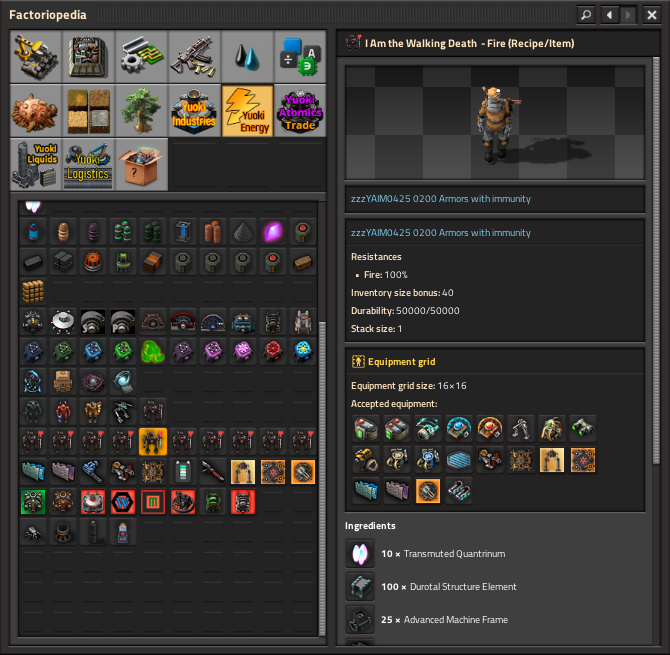 Factoriopedia
I Am the Walking Death - Fire (Recipe/Item)
A
Yuoki
Industries
Yuoki
Energy
Yuoki
Atomics
Trade
Yuoki
Liquids
Yuoki
Logistics
?
zzzYAIM0425 0200 Armors with immunity
zzzYAIM0425 0200 Armors with immunity
Resistances
• Fire: 100%
Inventory size bonus: 40
Durability: 50000/50000
Stack size: 1
Equipment grid
Equipment grid size: 16×16
Accepted equipment:
Ingredients
10 × Transmuted Quantrinum
100 × Durotal Structure Element
25 × Advanced Machine Frame